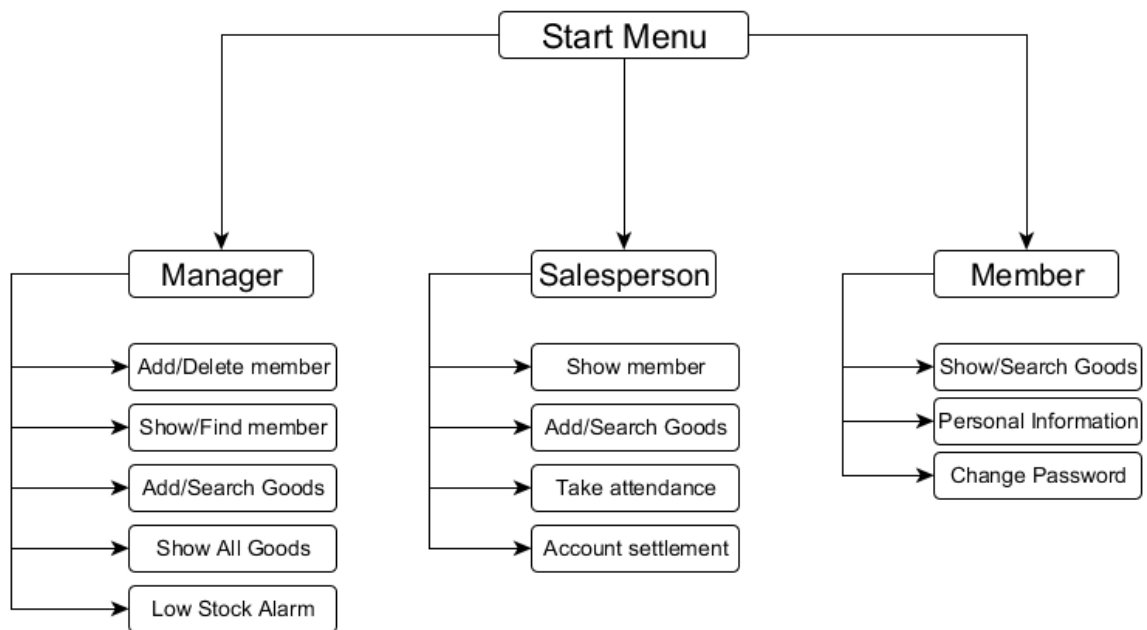 Start Menu
Manager
Add/Delete member
Show/Find member
Add/Search Goods
Show All Goods
Low Stock Alarm
Salesperson
Show member
Add/Search Goods
Take attendance
Account settlement
Member
Show/Search Goods
Personal Information
Change Password